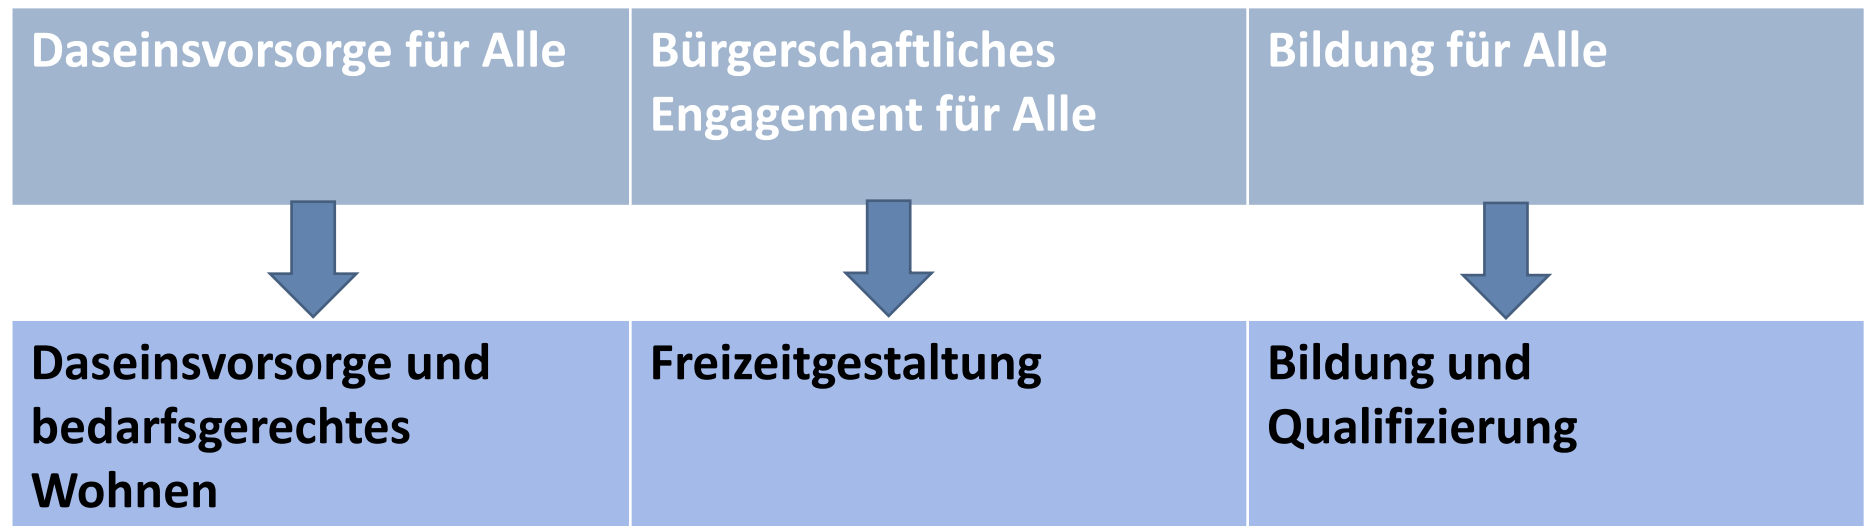 Daseinsvorsorge für Alle
Bürgerschaftliches
Engagement für Alle
Bildung für Alle
Daseinsvorsorge und
bedarfsgerechtes
Wohnen
Freizeitgestaltung
Bildung und
Qualifizierung